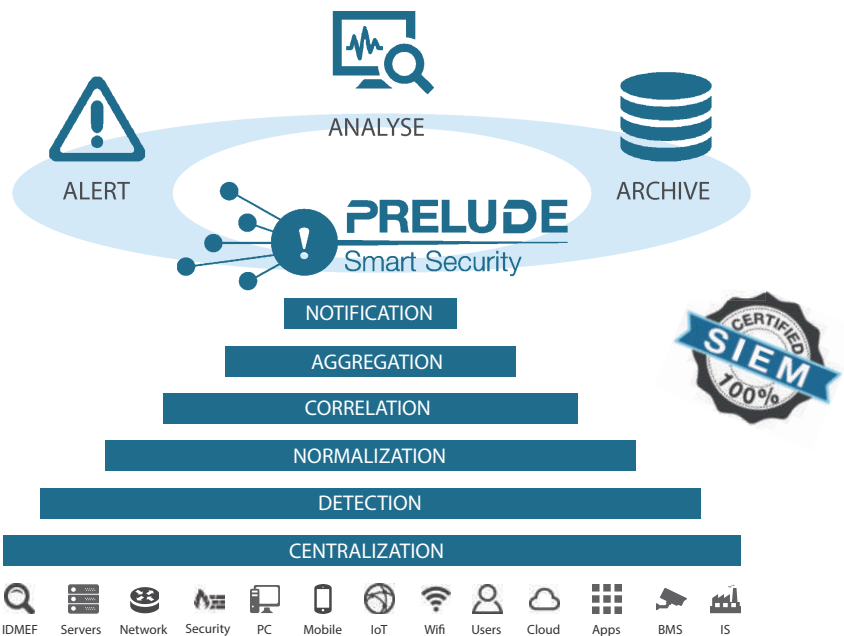 ANALYSE
ALERT
ARCHIVE
!
PRELUDE
Smart Security
NOTIFICATION
AGGREGATION
CORRELATION
NORMALIZATION
DETECTION
CENTRALIZATION
CERTIFIED
SIEM
100%
IDMEF Servers Network Security PC Mobile IoT Wifi Users Cloud Apps BMS IS